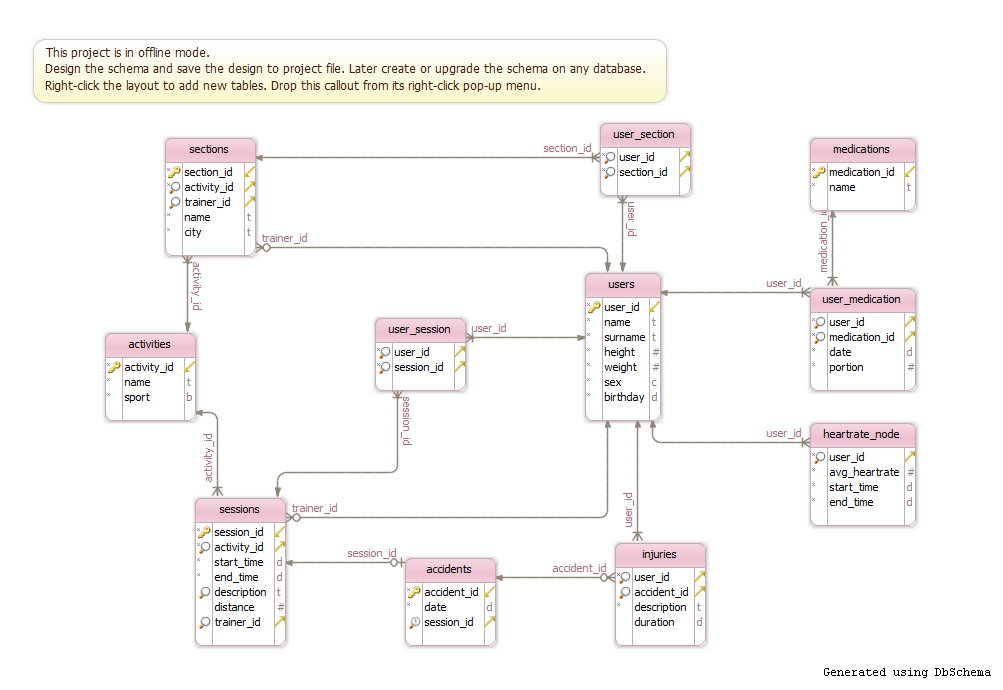 This project is in offline mode.
Design the schema and save the design to project file. Later create or upgrade the schema on any database.
Right-click the layout to add new tables. Drop this callout from its right-click pop-up menu.
sections
section_id
activity_id
trainer_id
name t
city t
section_id
user_section
user_id
section_id
medications
medication_id
name t
trainer_id
user_id
activity_id
medication_i
users
user_id
name t
surname t
height #
weight #
sex c
birthday d
user_id
user_medication
user_id
medication_id
date d
portion #
activities
activity_id
name t
sport b
user_session
user_id
session_id
user_id
session_id
activity_id
user_id
heartrate_node
user_id
avg_heartrate #
start_time d
end_time d
sessions
session_id
activity_id
start_time d
end_time d
description t
distance #
trainer_id
trainer_id
user_id
session_id
accidents
accident_id
date d
session_id
accident_id
injuries
user_id
accident_id
description t
duration d
Generated using DbSchema